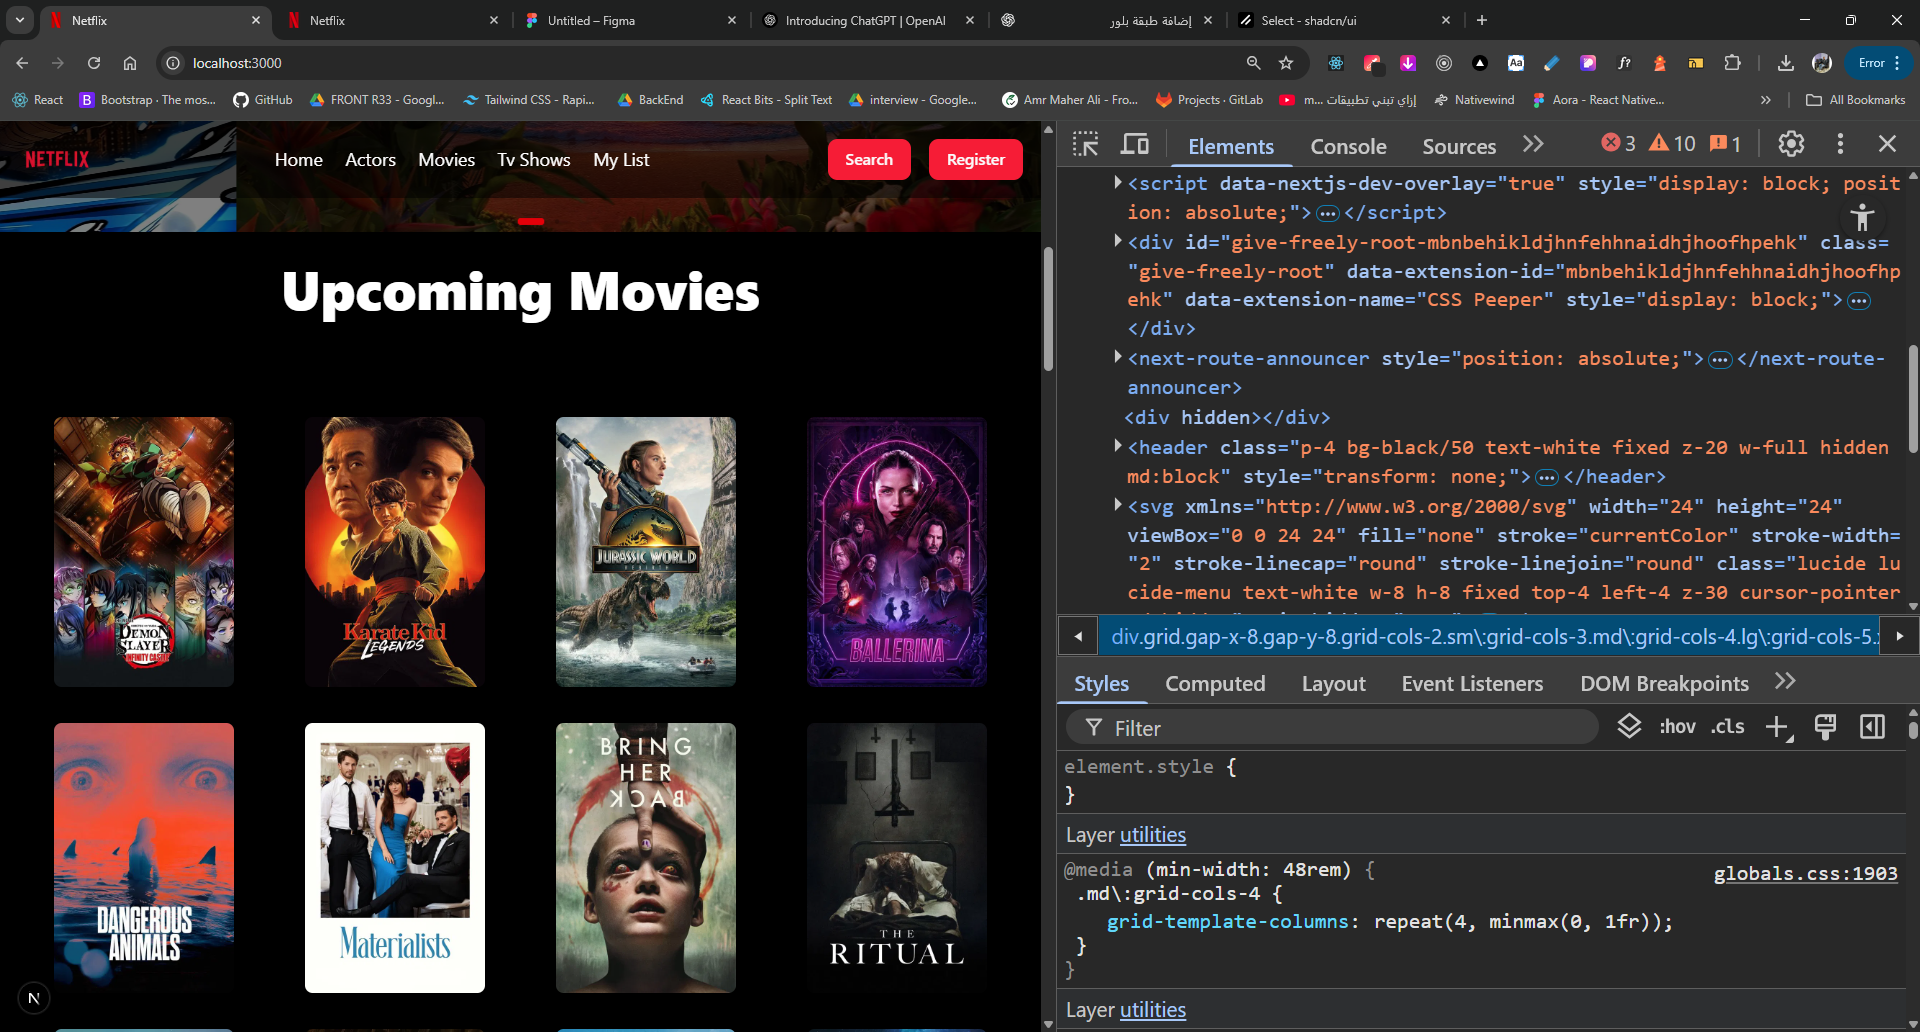 Netflix
Netflix
Untitled – Figma
Introducing ChatGPT | OpenAI
إضافة طبقة بلور
Select - shadcn/ui
localhost:3000
Error
React
Bootstrap · The mos...
GitHub
FRONT R33 - Googl...
Tailwind CSS - Rapi...
BackEnd
React Bits - Split Text
interview - Google...
Amr Maher Ali - Fro...
Projects · GitLab
إزاي تبني تطبيقات m...
Nativewind
Aora - React Native...
All Bookmarks
NETFLIX
Home
Actors
Movies
Tv Shows
My List
Search
Register
Upcoming Movies
DEMON
SLAYER
INFINITY CASTLE
Karate Kid
LEGENDS
JURASSIC WORLD
REBIRTH
BALLERINA
DANGEROUS
ANIMALS
Materialists
BRING
HER
BACK
THE
RITUAL
N
Elements
Console
Sources
3
10
1
<script data-nextjs-dev-overlay="true" style="display: block; posit
ion: absolute;">…</script>
<div id="give-freely-root-mbnbehikldjhnfehhnaidhjhoofhpehk" class=
"give-freely-root" data-extension-id="mbnbehikldjhnfehhnaidhjhoofhp
ehk" data-extension-name="CSS Peeper" style="display: block;">…
</div>
<next-route-announcer style="position: absolute;">…</next-route-
announcer>
<div hidden></div>
<header class="p-4 bg-black/50 text-white fixed z-20 w-full hidden
md:block" style="transform: none;">…</header>
<svg xmlns="http://www.w3.org/2000/svg" width="24" height="24"
viewBox="0 0 24 24" fill="none" stroke="currentColor" stroke-width=
"2" stroke-linecap="round" stroke-linejoin="round" class="lucide lu
cide-menu text-white w-8 h-8 fixed top-4 left-4 z-30 cursor-pointer
div.grid.gap-x-8.gap-y-8.grid-cols-2.sm\:grid-cols-3.md\:grid-cols-4.lg\:grid-cols-5.
Styles
Computed
Layout
Event Listeners
DOM Breakpoints
Filter
:hov
.cls
element.style {
}
Layer utilities
@media (min-width: 48rem) {
globals.css:1903
.md\:grid-cols-4 {
grid-template-columns: repeat(4, minmax(0, 1fr));
}
}
Layer utilities